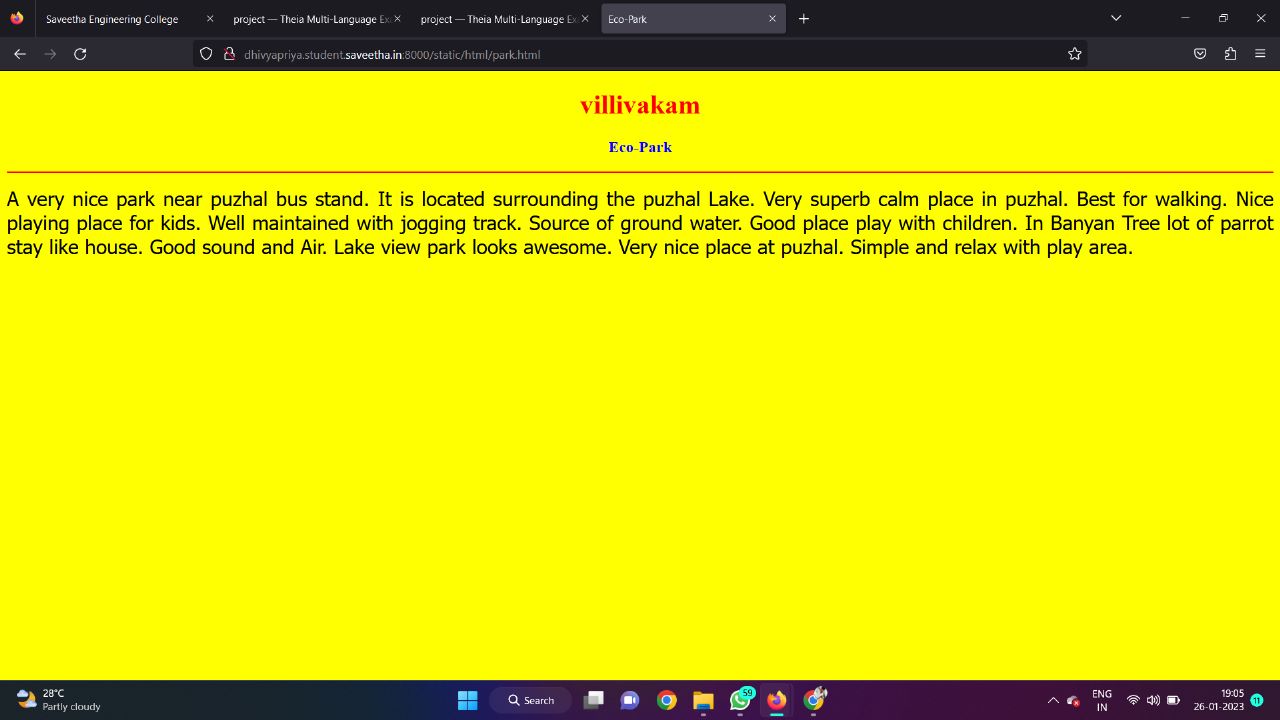 Saveetha Engineering College
project — Theia Multi-Language Ex
project — Theia Multi-Language Ex
Eco-Park
dhivyapriya.student.saveetha.in:8000/static/html/park.html
villivakam
Eco-Park
A very nice park near puzhal bus stand. It is located surrounding the puzhal Lake. Very superb calm place in puzhal. Best for walking. Nice
playing place for kids. Well maintained with jogging track. Source of ground water. Good place play with children. In Banyan Tree lot of parrot
stay like house. Good sound and Air. Lake view park looks awesome. Very nice place at puzhal. Simple and relax with play area.
28°C
Partly cloudy
Search
59
ENG
IN
19:05
26-01-2023
11